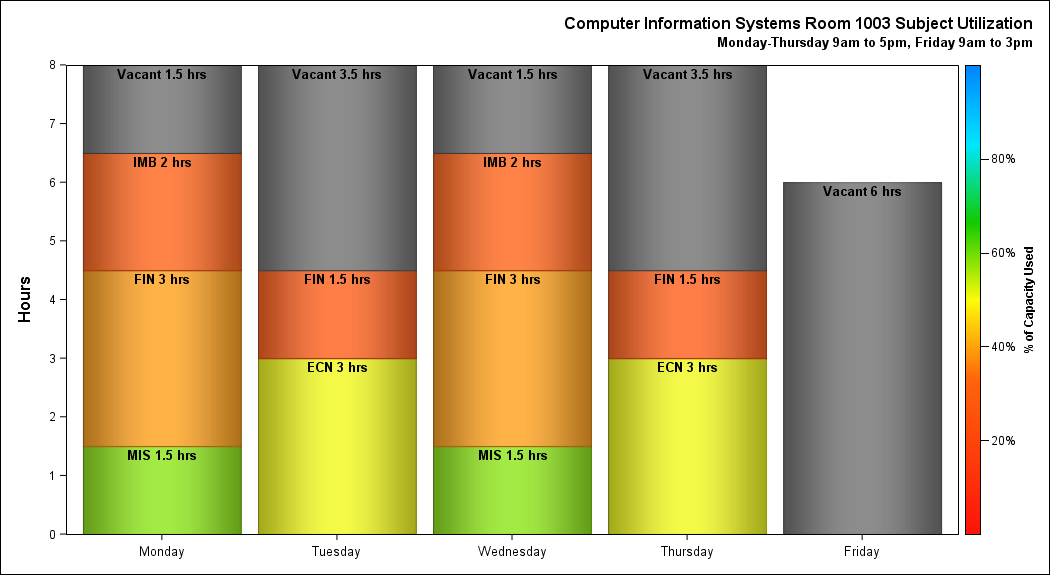 Computer Information Systems Room 1003 Subject Utilization
Monday-Thursday 9am to 5pm, Friday 9am to 3pm
Hours
8
7
6
5
4
3
2
1
0
Vacant 1.5 hrs
IMB 2 hrs
FIN 3 hrs
MIS 1.5 hrs
Vacant 3.5 hrs
FIN 1.5 hrs
ECN 3 hrs
Vacant 1.5 hrs
IMB 2 hrs
FIN 3 hrs
MIS 1.5 hrs
Vacant 3.5 hrs
FIN 1.5 hrs
ECN 3 hrs
Vacant 6 hrs
Monday
Tuesday
Wednesday
Thursday
Friday
80%
60%
40%
20%
% of Capacity Used